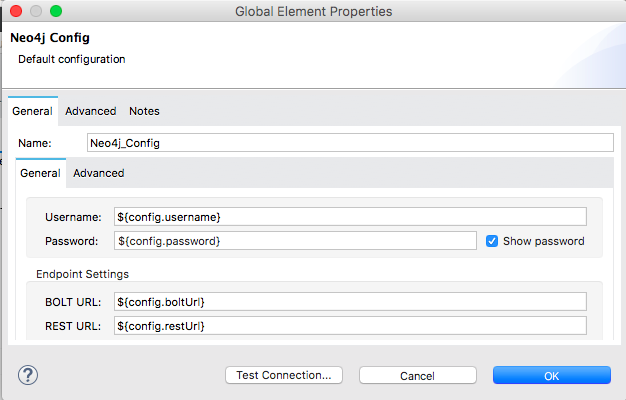 Global Element Properties
Neo4j Config
Default configuration
General Advanced Notes
Name: Neo4j_Config
General Advanced
Username: ${config.username}
Password: ${config.password} Show password
Endpoint Settings
BOLT URL: ${config.boltUrl}
REST URL: ${config.restUrl}
? Test Connection... Cancel OK